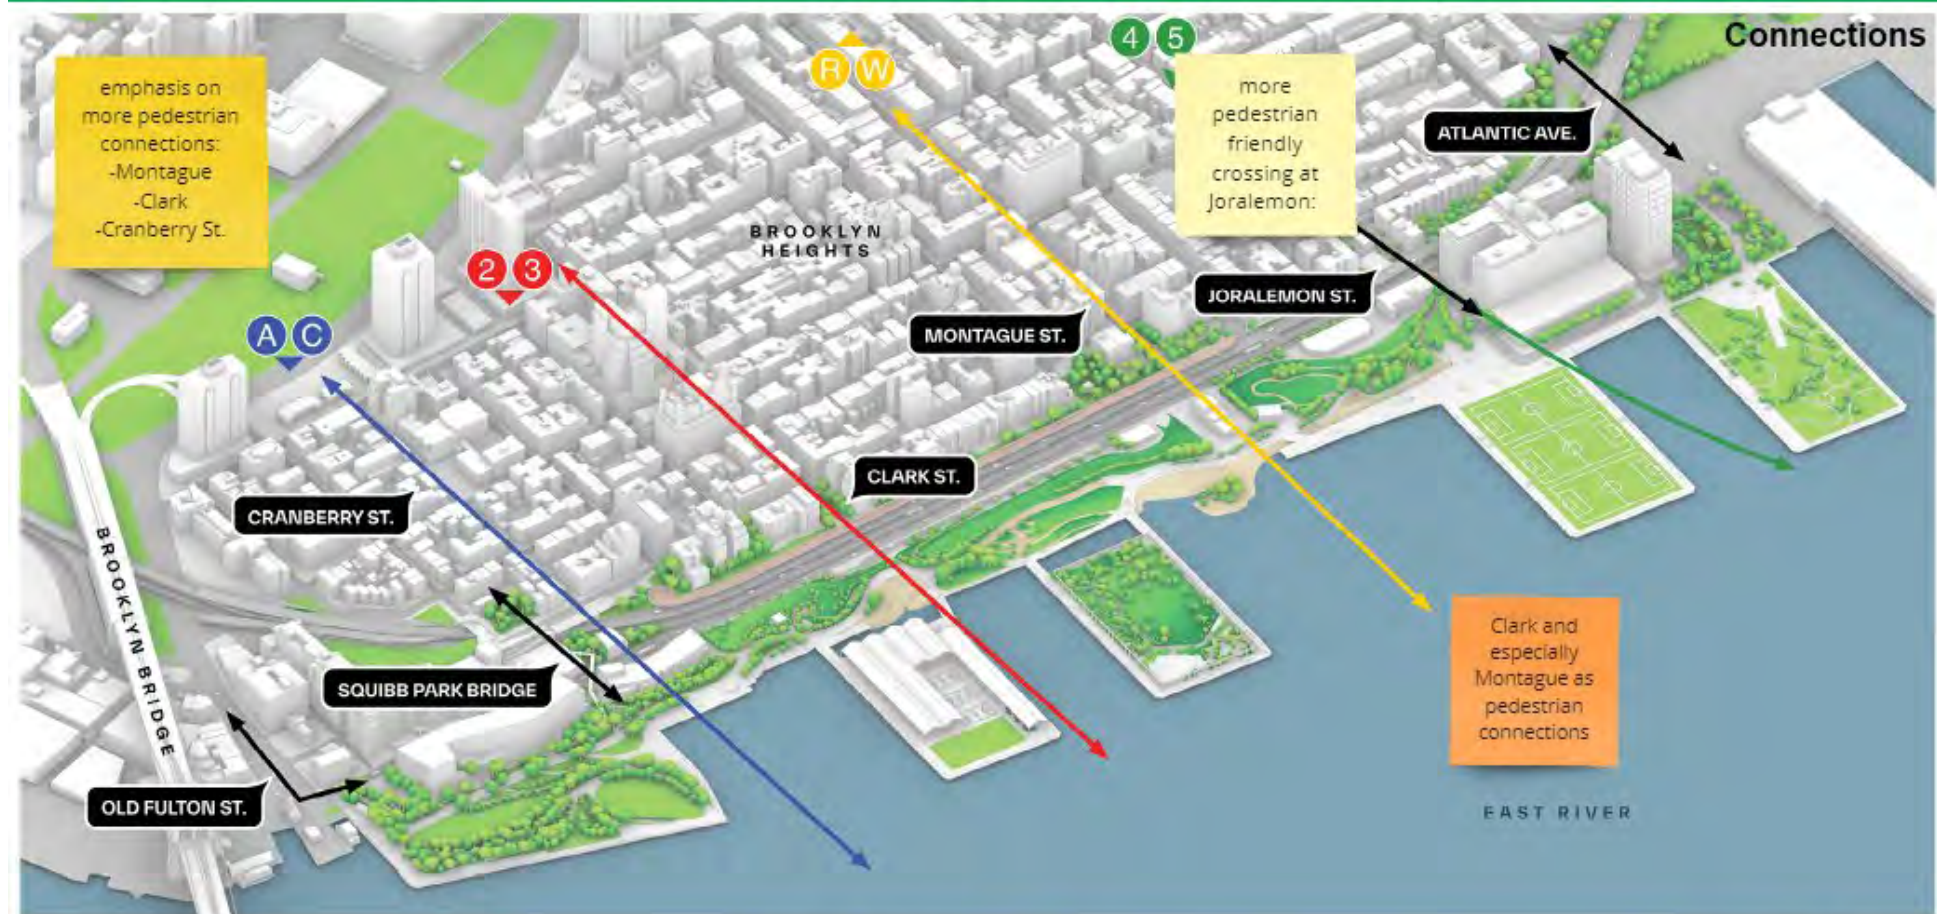 Connections
emphasis on
more pedestrian
connections:
-Montague
-Clark
-Cranberry St.
R W
4 5
more
pedestrian
friendly
crossing at
Joralemon:
ATLANTIC AVE.
BROOKLYN
HEIGHTS
2 3
JORALEMON ST.
A C
MONTAGUE ST.
CLARK ST.
CRANBERRY ST.
BROOKLYN BRIDGE
SQUIBB PARK BRIDGE
OLD FULTON ST.
Clark and
especially
Montague as
pedestrian
connections
EAST RIVER